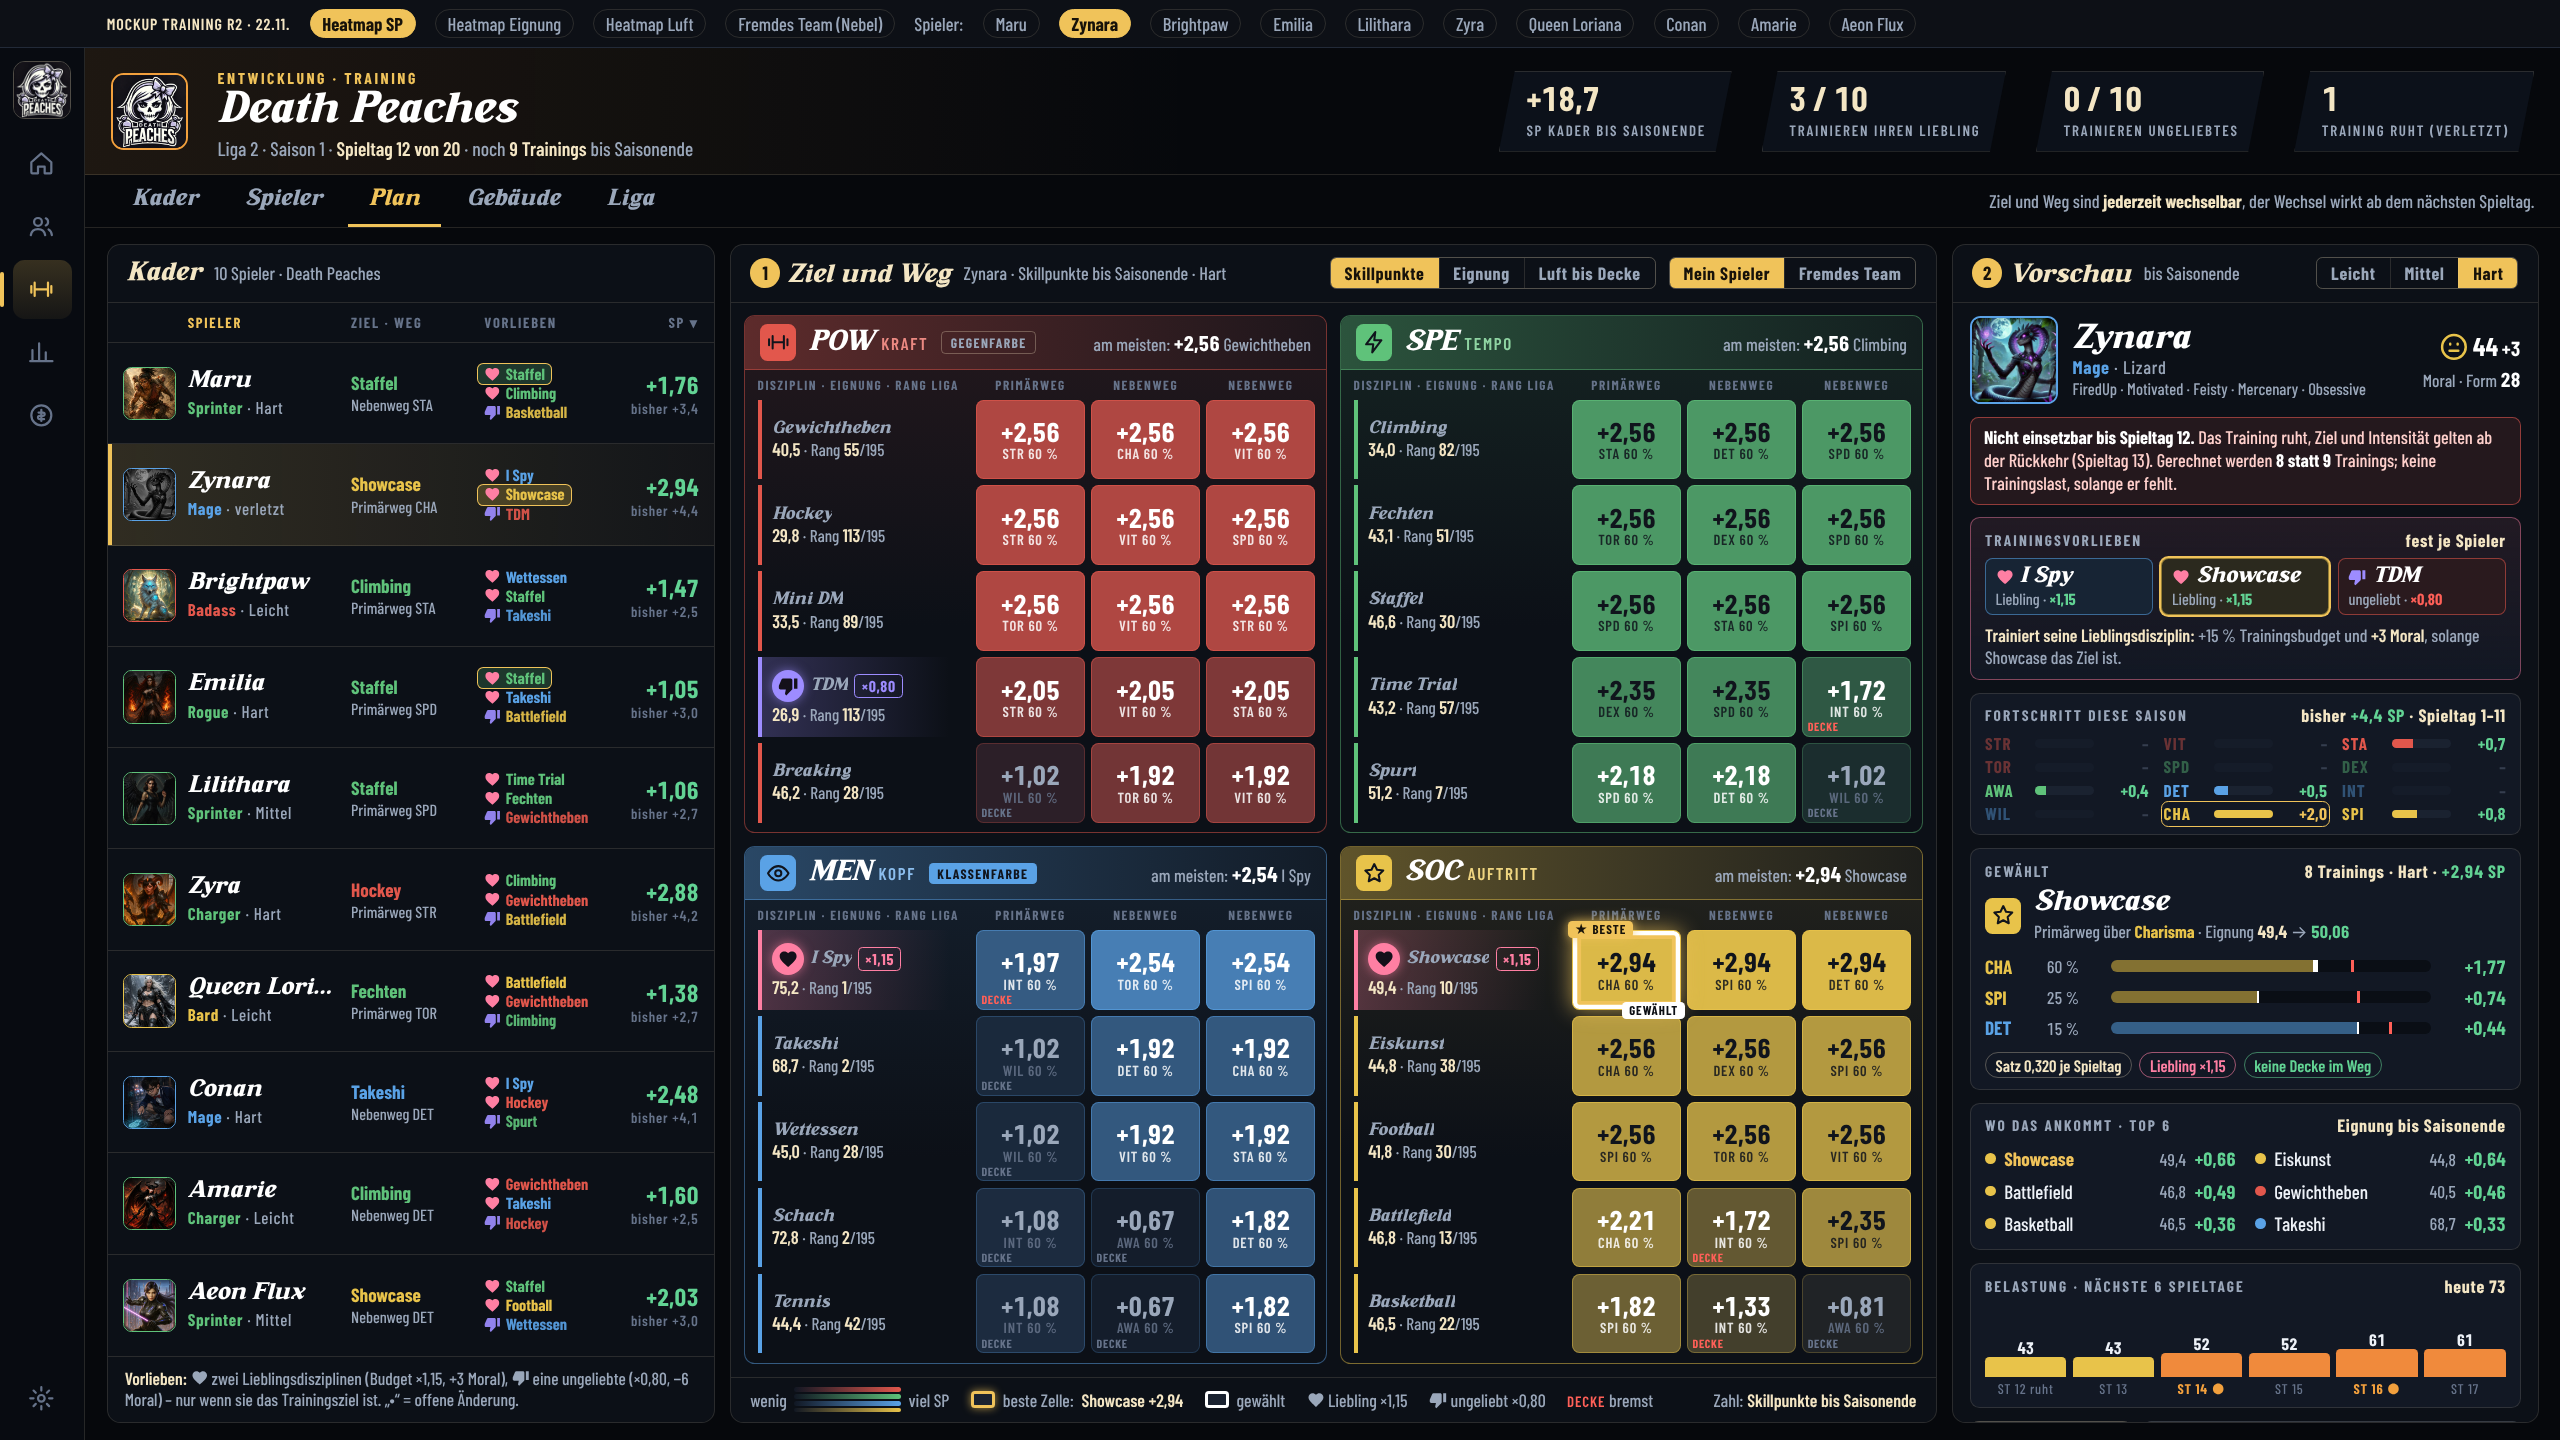 MOCKUP TRAINING R2 · 22.11.
Heatmap SP
Heatmap Eignung
Heatmap Luft
Fremdes Team (Nebel)
Spieler:
Maru
Zynara
Brightpaw
Emilia
Lilithara
Zyra
Queen Loriana
Conan
Amarie
Aeon Flux
ENTWICKLUNG · TRAINING
Death Peaches
Liga 2 · Saison 1 · Spieltag 12 von 20 · noch 9 Trainings bis Saisonende
+18,7
SP KADER BIS SAISONENDE
3 / 10
TRAINIEREN IHREN LIEBLING
0 / 10
TRAINIEREN UNGELIEBTES
1
TRAINING RUHT (VERLETZT)
Kader
Spieler
Plan
Gebäude
Liga
Ziel und Weg sind jederzeit wechselbar, der Wechsel wirkt ab dem nächsten Spieltag.
Kader 10 Spieler · Death Peaches
SPIELER ZIEL · WEG VORLIEBEN SP ▼
Maru
Sprinter · Hart
Staffel
Nebenweg STA
Staffel
Climbing
Basketball
+1,76
bisher +3,4
Zynara
Mage · verletzt
Showcase
Primärweg CHA
I Spy
Showcase
TDM
+2,94
bisher +4,4
Brightpaw
Badass · Leicht
Climbing
Primärweg STA
Wettessen
Staffel
Takeshi
+1,47
bisher +2,5
Emilia
Rogue · Hart
Staffel
Primärweg SPD
Staffel
Takeshi
Battlefield
+1,05
bisher +3,0
Lilithara
Sprinter · Mittel
Staffel
Primärweg SPD
Time Trial
Fechten
Gewichtheben
+1,06
bisher +2,7
Zyra
Charger · Hart
Hockey
Primärweg STR
Climbing
Gewichtheben
Battlefield
+2,88
bisher +4,2
Queen Lori...
Bard · Leicht
Fechten
Primärweg TOR
Battlefield
Gewichtheben
Climbing
+1,38
bisher +2,7
Conan
Mage · Hart
Takeshi
Nebenweg DET
I Spy
Hockey
Spurt
+2,48
bisher +4,1
Amarie
Charger · Leicht
Climbing
Nebenweg DET
Gewichtheben
Takeshi
Hockey
+1,60
bisher +2,5
Aeon Flux
Sprinter · Mittel
Showcase
Nebenweg DET
Staffel
Football
Wettessen
+2,03
bisher +3,0
Vorlieben: zwei Lieblingsdisziplinen (Budget ×1,15, +3 Moral), eine ungeliebte (×0,80, −6
Moral) – nur wenn sie das Trainingsziel ist. „•“ = offene Änderung.
1 Ziel und Weg Zynara · Skillpunkte bis Saisonende · Hart
Skillpunkte Eignung Luft bis Decke
Mein Spieler Fremdes Team
POW KRAFT GEGENFARBE am meisten: +2,56 Gewichtheben
DISZIPLIN · EIGNUNG · RANG LIGA PRIMÄRWEG NEBENWEG NEBENWEG
Gewichtheben
40,5 · Rang 55/195
+2,56 +2,56 +2,56
STR 60 % CHA 60 % VIT 60 %
Hockey
29,8 · Rang 113/195
+2,56 +2,56 +2,56
STR 60 % VIT 60 % SPD 60 %
Mini DM
33,5 · Rang 89/195
+2,56 +2,56 +2,56
TOR 60 % VIT 60 % STR 60 %
TDM ×0,80
26,9 · Rang 113/195
+2,05 +2,05 +2,05
STR 60 % VIT 60 % STA 60 %
Breaking
46,2 · Rang 28/195
+1,02 +1,92 +1,92
WIL 60 % TOR 60 % VIT 60 %
DECKE
SPE TEMPO am meisten: +2,56 Climbing
DISZIPLIN · EIGNUNG · RANG LIGA PRIMÄRWEG NEBENWEG NEBENWEG
Climbing
34,0 · Rang 82/195
+2,56 +2,56 +2,56
STA 60 % DET 60 % SPD 60 %
Fechten
43,1 · Rang 51/195
+2,56 +2,56 +2,56
TOR 60 % DEX 60 % SPD 60 %
Staffel
46,6 · Rang 30/195
+2,56 +2,56 +2,56
SPD 60 % STA 60 % SPI 60 %
Time Trial
43,2 · Rang 57/195
+2,35 +2,35 +1,72
DEX 60 % SPD 60 % INT 60 %
DECKE
Spurt
51,2 · Rang 7/195
+2,18 +2,18 +1,02
SPD 60 % DET 60 % WIL 60 %
DECKE
MEN KOPF KLASSENFARBE am meisten: +2,54 I Spy
DISZIPLIN · EIGNUNG · RANG LIGA PRIMÄRWEG NEBENWEG NEBENWEG
I Spy ×1,15
75,2 · Rang 1/195
+1,97 +2,54 +2,54
INT 60 % TOR 60 % SPI 60 %
DECKE
Takeshi
68,7 · Rang 2/195
+1,02 +1,92 +1,92
WIL 60 % DET 60 % CHA 60 %
DECKE
Wettessen
45,0 · Rang 28/195
+1,02 +1,92 +1,92
WIL 60 % VIT 60 % STA 60 %
DECKE
Schach
72,8 · Rang 2/195
+1,08 +0,67 +1,82
INT 60 % AWA 60 % DET 60 %
DECKE DECKE
Tennis
44,4 · Rang 42/195
+1,08 +0,67 +1,82
INT 60 % AWA 60 % SPI 60 %
DECKE DECKE
SOC AUFTRITT am meisten: +2,94 Showcase
DISZIPLIN · EIGNUNG · RANG LIGA PRIMÄRWEG NEBENWEG NEBENWEG
★ BESTE
Showcase ×1,15
49,4 · Rang 10/195
+2,94 +2,94 +2,94
CHA 60 % SPI 60 % DET 60 %
GEWÄHLT
Eiskunst
44,8 · Rang 38/195
+2,56 +2,56 +2,56
CHA 60 % DEX 60 % SPI 60 %
Football
41,8 · Rang 30/195
+2,56 +2,56 +2,56
SPI 60 % TOR 60 % VIT 60 %
Battlefield
46,8 · Rang 13/195
+2,21 +1,72 +2,35
CHA 60 % INT 60 % SPI 60 %
DECKE
Basketball
46,5 · Rang 22/195
+1,82 +1,33 +0,81
SPI 60 % INT 60 % AWA 60 %
DECKE DECKE
wenig viel SP beste Zelle: Showcase +2,94 gewählt Liebling ×1,15 ungeliebt ×0,80 DECKE bremst Zahl: Skillpunkte bis Saisonende
2 Vorschau bis Saisonende
Leicht Mittel Hart
Zynara
Mage · Lizard
FiredUp · Motivated · Feisty · Mercenary · Obsessive
44 +3
Moral · Form 28
Nicht einsetzbar bis Spieltag 12. Das Training ruht, Ziel und Intensität gelten ab
der Rückkehr (Spieltag 13). Gerechnet werden 8 statt 9 Trainings; keine
Trainingslast, solange er fehlt.
TRAININGSVORLIEBEN fest je Spieler
I Spy
Liebling · ×1,15
Showcase
Liebling · ×1,15
TDM
ungeliebt · ×0,80
Trainiert seine Lieblingsdisziplin: +15 % Trainingsbudget und +3 Moral, solange
Showcase das Ziel ist.
FORTSCHRITT DIESE SAISON bisher +4,4 SP · Spieltag 1–11
STR – VIT – STA +0,7
TOR – SPD – DEX –
AWA +0,4 DET +0,5 INT –
WIL – CHA +2,0 SPI +0,8
GEWÄHLT 8 Trainings · Hart · +2,94 SP
Showcase
Primärweg über Charisma · Eignung 49,4 → 50,06
CHA 60 % +1,77
SPI 25 % +0,74
DET 15 % +0,44
Satz 0,320 je Spieltag Liebling ×1,15 keine Decke im Weg
WO DAS ANKOMMT · TOP 6 Eignung bis Saisonende
Showcase 49,4 +0,66 Eiskunst 44,8 +0,64
Battlefield 46,8 +0,49 Gewichtheben 40,5 +0,46
Basketball 46,5 +0,36 Takeshi 68,7 +0,33
BELASTUNG · NÄCHSTE 6 SPIELTAGE heute 73
43 43 52 52 61 61
ST 12 ruht ST 13 ST 14 ST 15 ST 16 ST 17